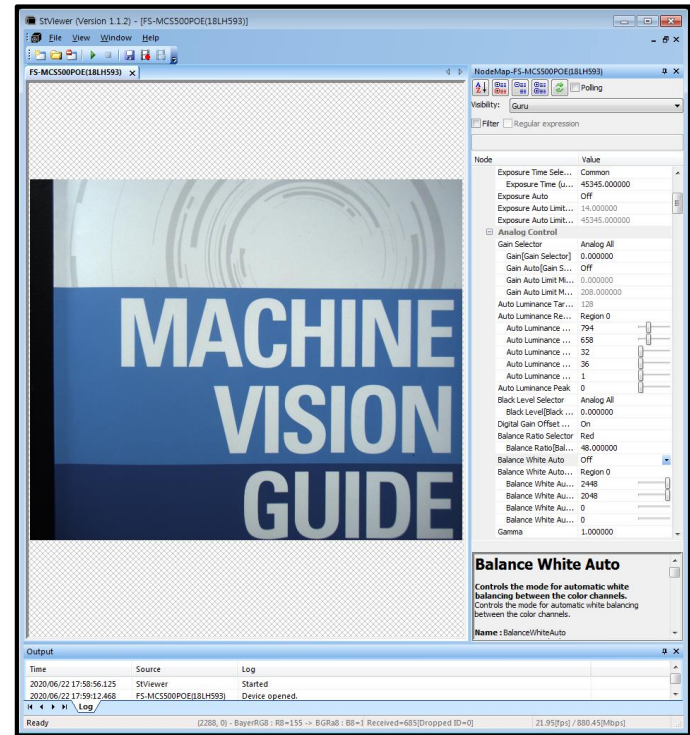 StViewer (Version 1.1.2) - [FS-MCS500POE(18LH593)]
File View Window Help
FS-MCS500POE(18LH593)
MACHINE
VISION
GUIDE
NodeMap-FS-MCS500POE(18LH593)
Polling
Visibility: Guru
Filter Regular expression
Node Value
Exposure Time Sele... Common
Exposure Time (u... 45345.000000
Exposure Auto Off
Exposure Auto Limit... 14.000000
Exposure Auto Limit... 45345.000000
Analog Control
Gain Selector Analog All
Gain[Gain Selector] 0.000000
Gain Auto[Gain S... Off
Gain Auto Limit Mi... 0.000000
Gain Auto Limit M... 208.000000
Auto Luminance Tar... 128
Auto Luminance Re... Region 0
Auto Luminance ... 794
Auto Luminance ... 658
Auto Luminance ... 32
Auto Luminance ... 36
Auto Luminance ... 1
Auto Luminance Peak 0
Black Level Selector Analog All
Black Level[Black ... 0.000000
Digital Gain Offset ... On
Balance Ratio Selector Red
Balance Ratio[Bal... 48.000000
Balance White Auto Off
Balance White Auto... Region 0
Balance White Au... 2448
Balance White Au... 2048
Balance White Au... 0
Balance White Au... 0
Gamma 1.000000
Balance White Auto
Controls the mode for automatic white
balancing between the color channels.
Controls the mode for automatic white balancing
between the color channels.
Name : BalanceWhiteAuto
Output
Time Source Log
2020/06/22 17:58:56.125 StViewer Started
2020/06/22 17:59:12.468 FS-MCS500POE(18LH593) Device opened.
Log
Ready (2288, 0) - BayerRG8 : R8=155 -> BGRa8 : B8=1 Received=685[Dropped ID=0] 21.95[fps] / 880.45[Mbps]